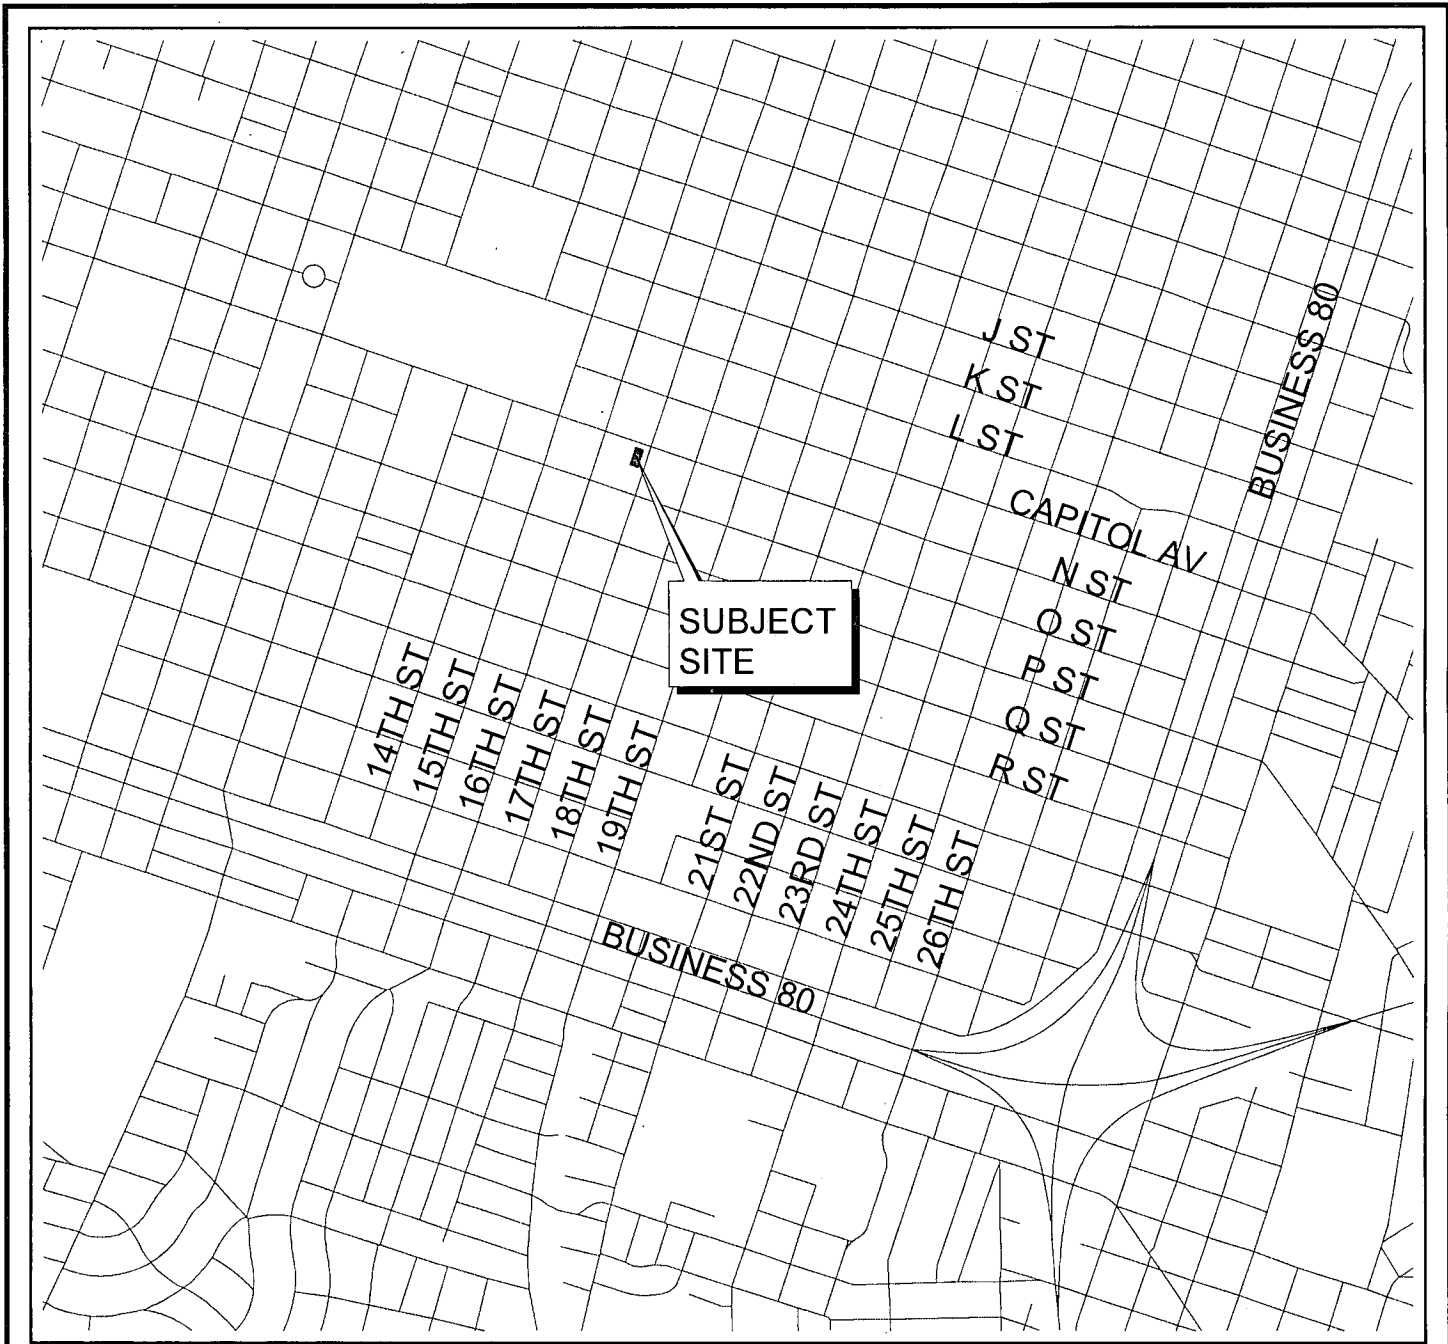 J ST
K ST
L ST
BUSINESS 80
CAPITOL AV
N ST
O ST
P ST
Q ST
R ST
SUBJECT
SITE
14TH ST
15TH ST
16TH ST
17TH ST
18TH ST
19TH ST
21ST ST
22ND ST
23RD ST
24TH ST
25TH ST
26TH ST
BUSINESS 80